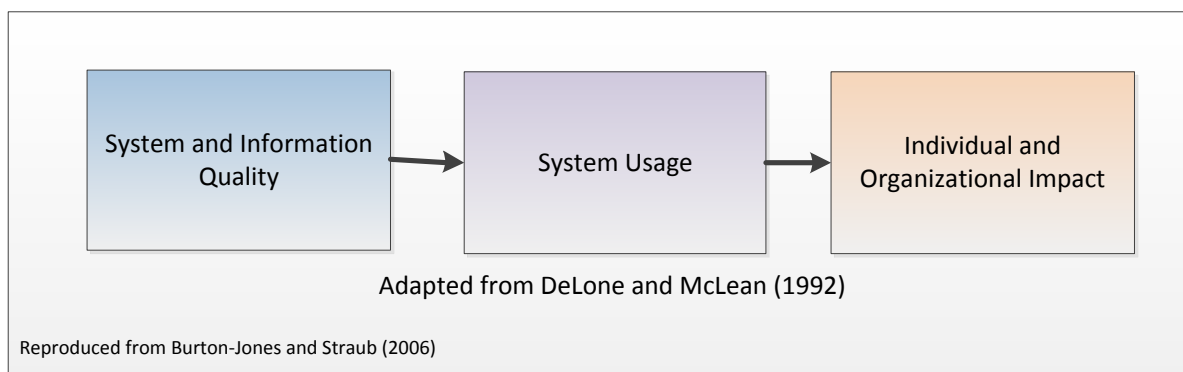 System and Information
Quality
System Usage
Individual and
Organizational Impact
Adapted from DeLone and McLean (1992)
Reproduced from Burton-Jones and Straub (2006)